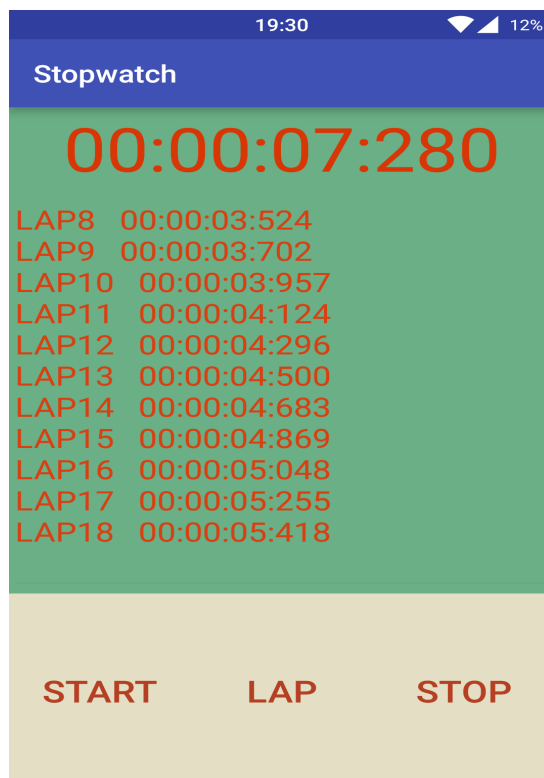 19:30 12%
Stopwatch
00:00:07:280
LAP8 00:00:03:524
LAP9 00:00:03:702
LAP10 00:00:03:957
LAP11 00:00:04:124
LAP12 00:00:04:296
LAP13 00:00:04:500
LAP14 00:00:04:683
LAP15 00:00:04:869
LAP16 00:00:05:048
LAP17 00:00:05:255
LAP18 00:00:05:418
START LAP STOP